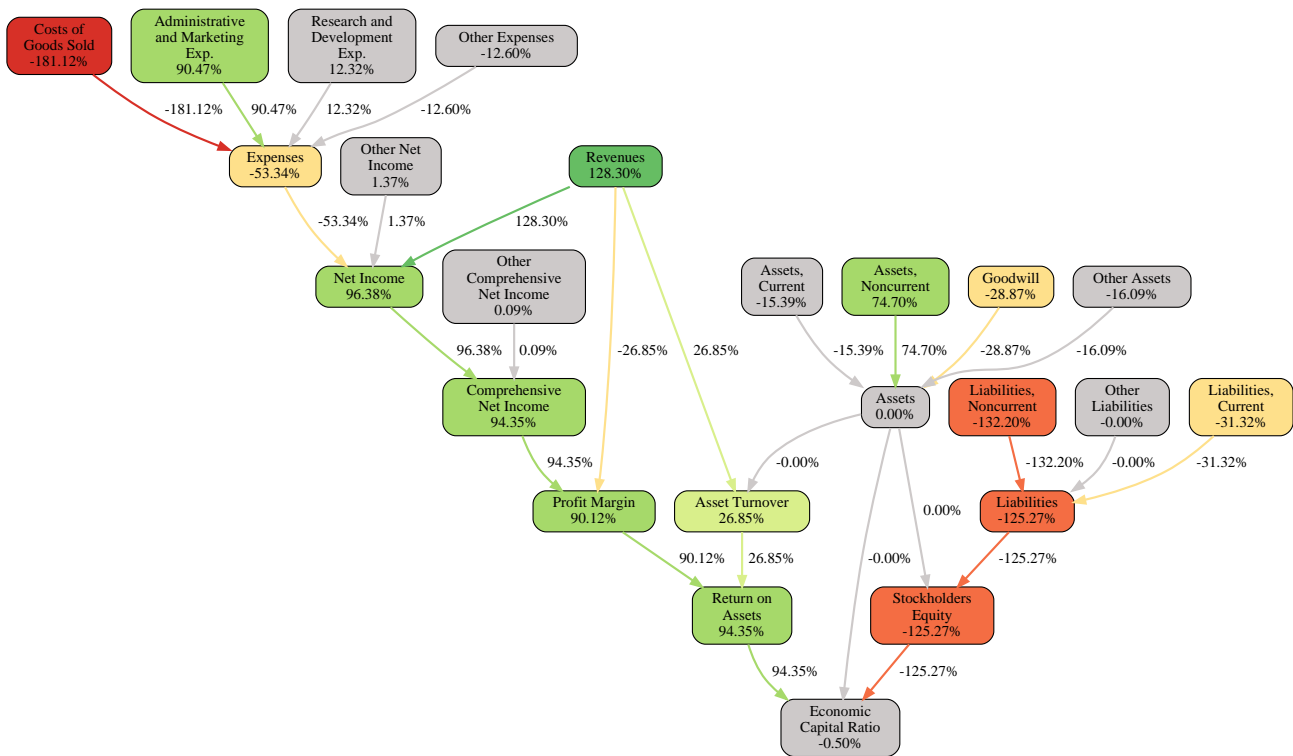 Costs of
Goods Sold
-181.12%
Administrative
and Marketing
Exp.
90.47%
Research and
Development
Exp.
12.32%
Other Expenses
-12.60%
-181.12%
90.47%
12.32%
-12.60%
Expenses
-53.34%
Other Net
Income
1.37%
Revenues
128.30%
-53.34%
1.37%
128.30%
Net Income
96.38%
Other
Comprehensive
Net Income
0.09%
Assets,
Current
-15.39%
Assets,
Noncurrent
74.70%
Goodwill
-28.87%
Other Assets
-16.09%
96.38%
0.09%
-26.85%
26.85%
-15.39%
74.70%
-28.87%
-16.09%
Comprehensive
Net Income
94.35%
Assets
0.00%
Liabilities,
Noncurrent
-132.20%
Other
Liabilities
-0.00%
Liabilities,
Current
-31.32%
94.35%
-0.00%
-132.20%
-0.00%
-31.32%
Profit Margin
90.12%
Asset Turnover
26.85%
0.00%
Liabilities
-125.27%
90.12%
26.85%
-0.00%
-125.27%
Return on
Assets
94.35%
Stockholders
Equity
-125.27%
94.35%
-125.27%
Economic
Capital Ratio
-0.50%